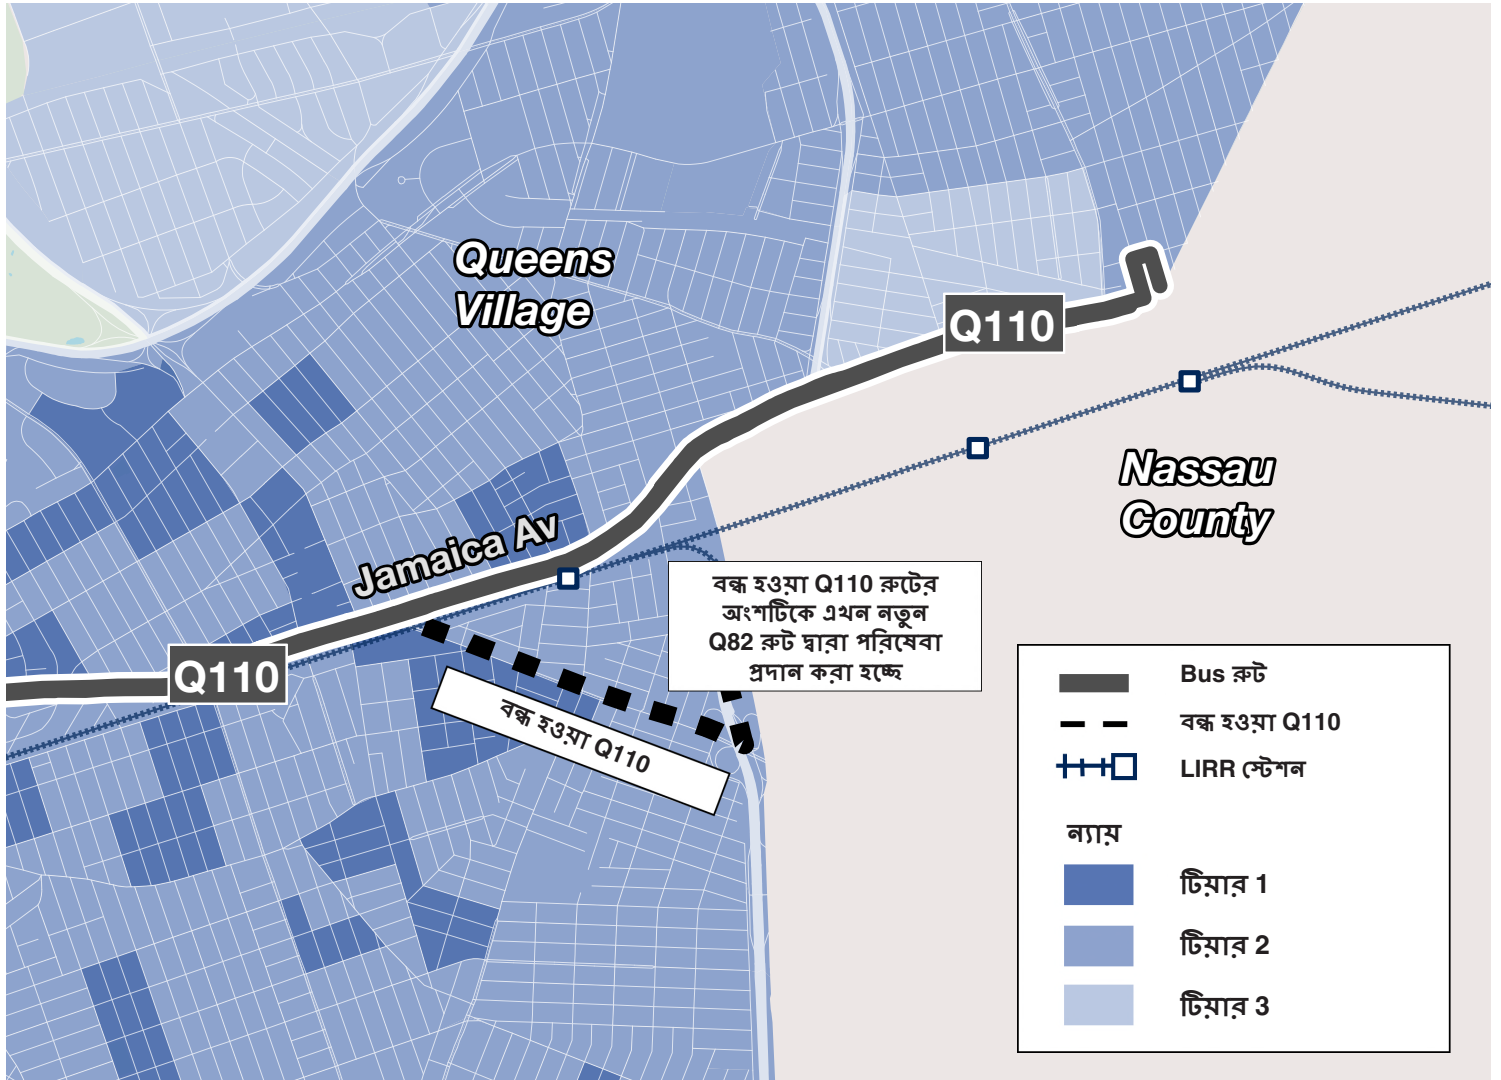 Queens
Village
Q110
Nassau
County
Jamaica Av
বন্ধ হওয়া Q110 রুটের
অংশটিকে এখন নতুন
Q82 রুট দ্বারা পরিষেবা
প্রদান করা হচ্ছে
Q110
বন্ধ হওয়া Q110
Bus রুট
বন্ধ হওয়া Q110
LIRR স্টেশন
ন্যায়
টিয়ার 1
টিয়ার 2
টিয়ার 3